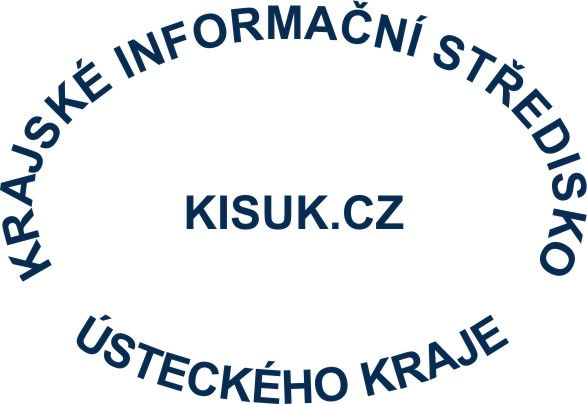 KRAJSKÉ INFORMAČNÍ STŘEDISKO
KISUK.CZ
ÚSTECKÉHO KRAJE